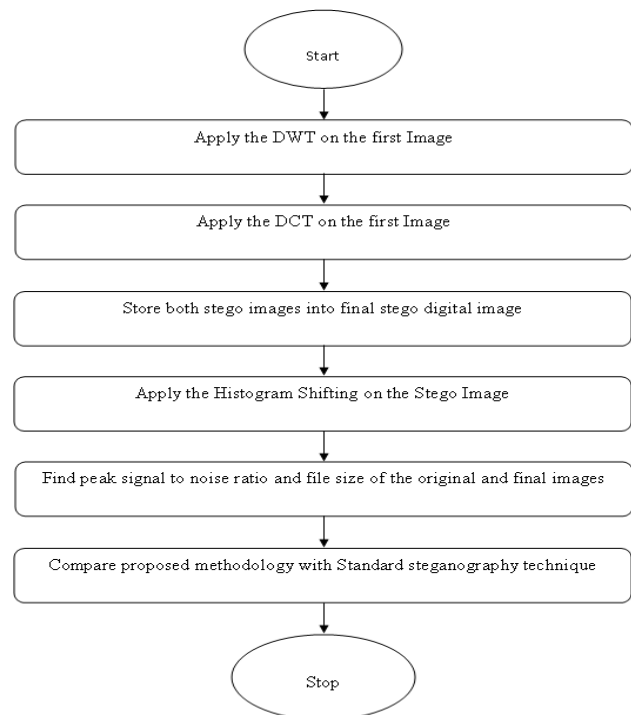 Start
Apply the DWT on the first Image
Apply the DCT on the first Image
Store both stego images into final stego digital image
Apply the Histogram Shifting on the Stego Image
Find peak signal to noise ratio and file size of the original and final images
Compare proposed methodology with Standard steganography technique
Stop